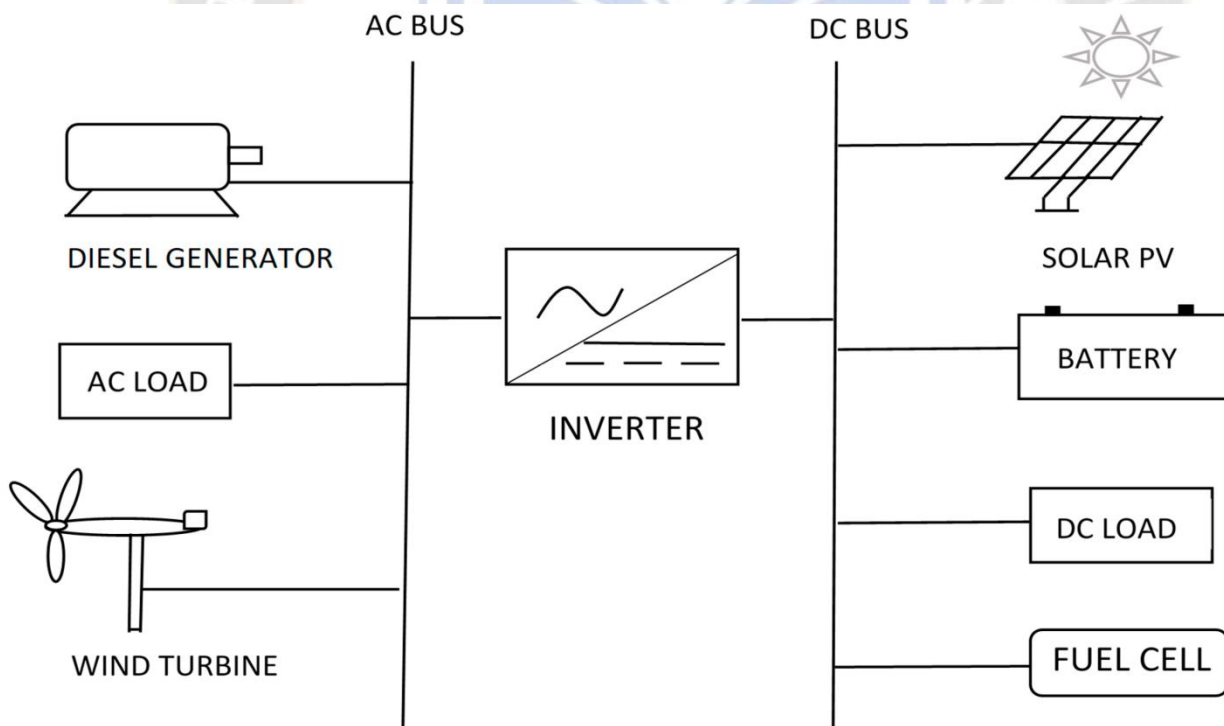 AC BUS
DC BUS
DIESEL GENERATOR
SOLAR PV
AC LOAD
BATTERY
INVERTER
DC LOAD
WIND TURBINE
FUEL CELL